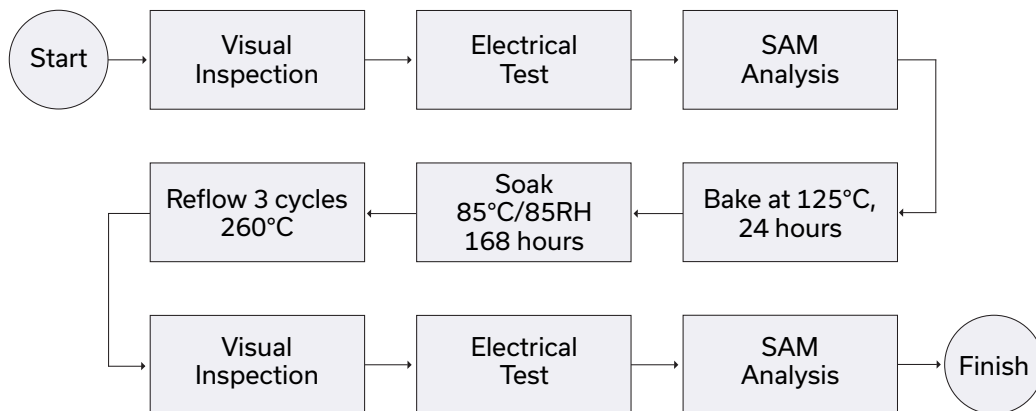 Start
Visual
Inspection
Electrical
Test
SAM
Analysis
Bake at 125°C,
24 hours
Soak
85°C/85RH
168 hours
Reflow 3 cycles
260°C
Visual
Inspection
Electrical
Test
SAM
Analysis
Finish